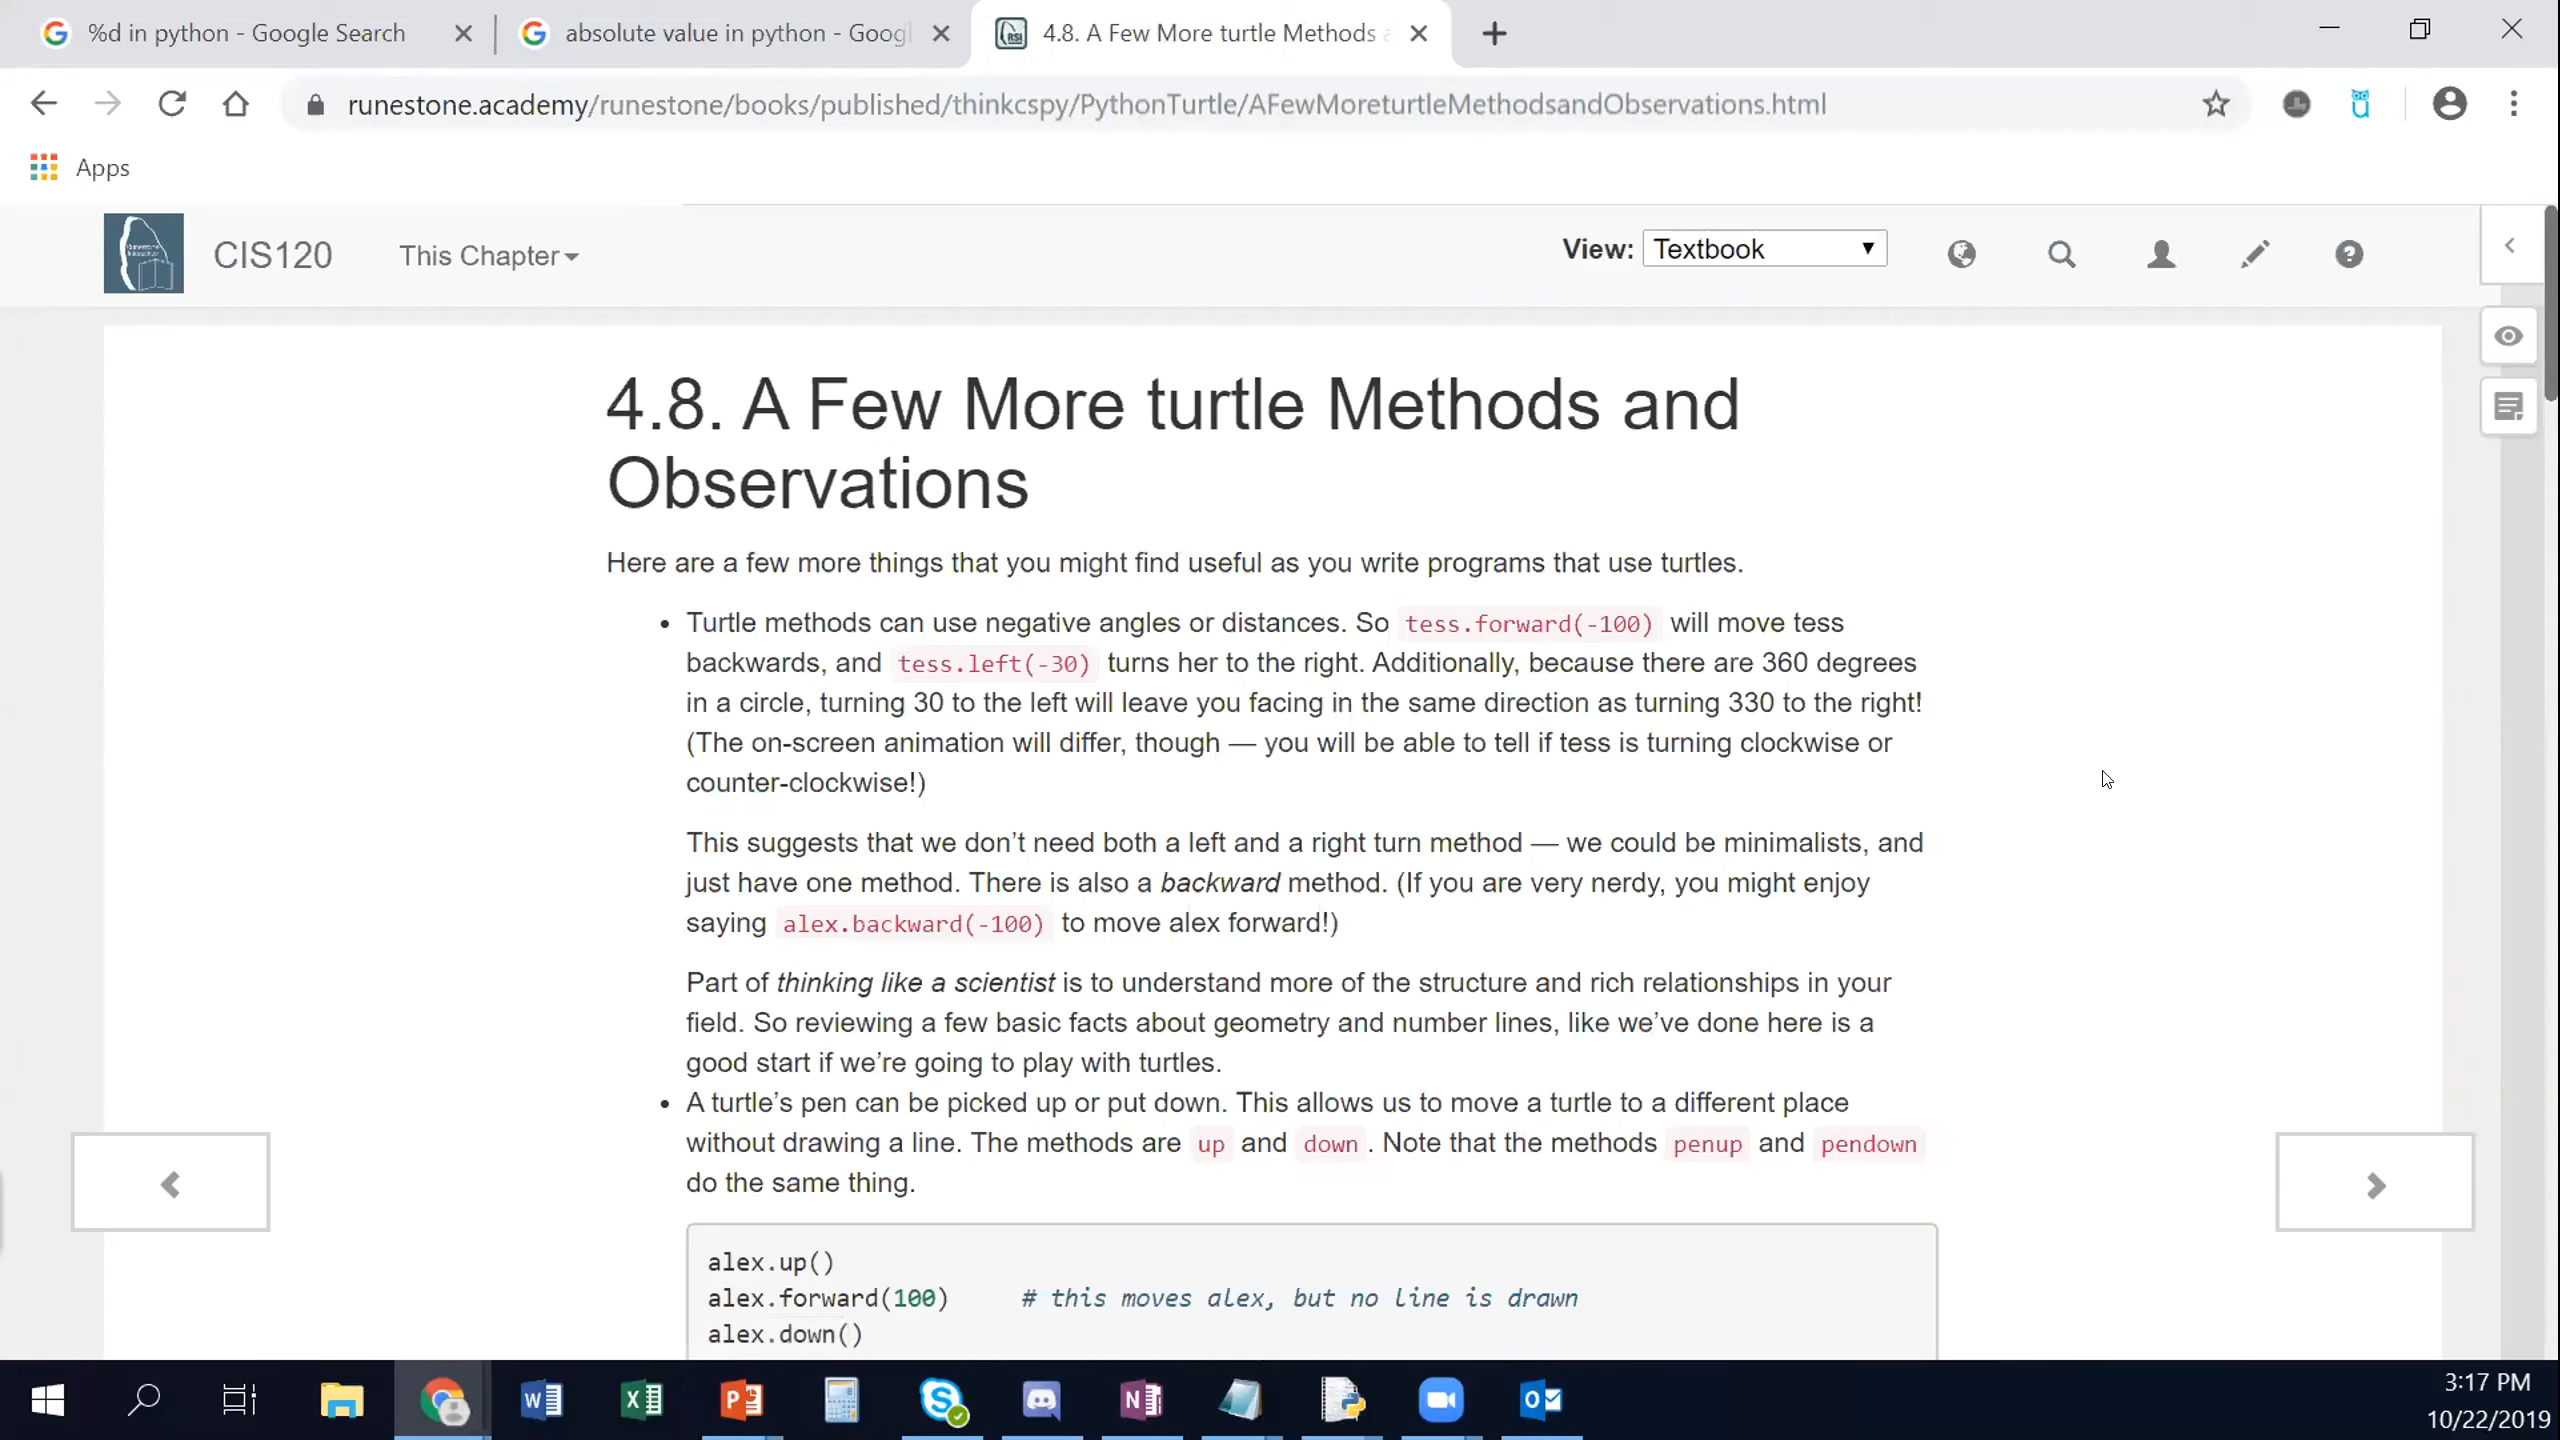 %d in python - Google Search
absolute value in python - Googl
4.8. A Few More turtle Methods a
runestone.academy/runestone/books/published/thinkcspy/PythonTurtle/AFewMoreturtleMethodsandObservations.html
Apps
CIS120
This Chapter
View: Textbook
4.8. A Few More turtle Methods and
Observations
Here are a few more things that you might find useful as you write programs that use turtles.
• Turtle methods can use negative angles or distances. So tess.forward(-100) will move tess
backwards, and tess.left(-30) turns her to the right. Additionally, because there are 360 degrees
in a circle, turning 30 to the left will leave you facing in the same direction as turning 330 to the right!
(The on-screen animation will differ, though — you will be able to tell if tess is turning clockwise or
counter-clockwise!)
This suggests that we don’t need both a left and a right turn method — we could be minimalists, and
just have one method. There is also a backward method. (If you are very nerdy, you might enjoy
saying alex.backward(-100) to move alex forward!)
Part of thinking like a scientist is to understand more of the structure and rich relationships in your
field. So reviewing a few basic facts about geometry and number lines, like we’ve done here is a
good start if we’re going to play with turtles.
• A turtle’s pen can be picked up or put down. This allows us to move a turtle to a different place
without drawing a line. The methods are up and down . Note that the methods penup and pendown
do the same thing.
alex.up()
alex.forward(100) # this moves alex, but no line is drawn
alex.down()
3:17 PM
10/22/2019